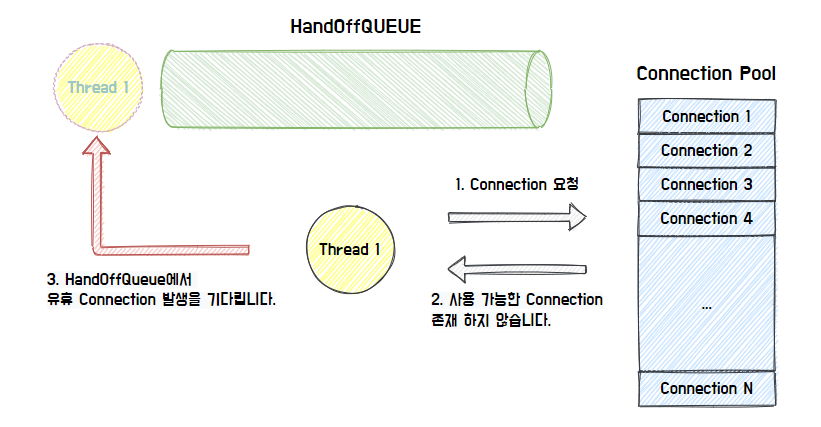 HandOffQUEUE
Thread 1
Connection Pool
Connection 1
Connection 2
Connection 3
Connection 4
...
Connection N
1. Connection 요청
Thread 1
2. 사용 가능한 Connection
존재 하지 않습니다.
3. HandOffQueue에서
유휴 Connection 발생을 기다립니다.